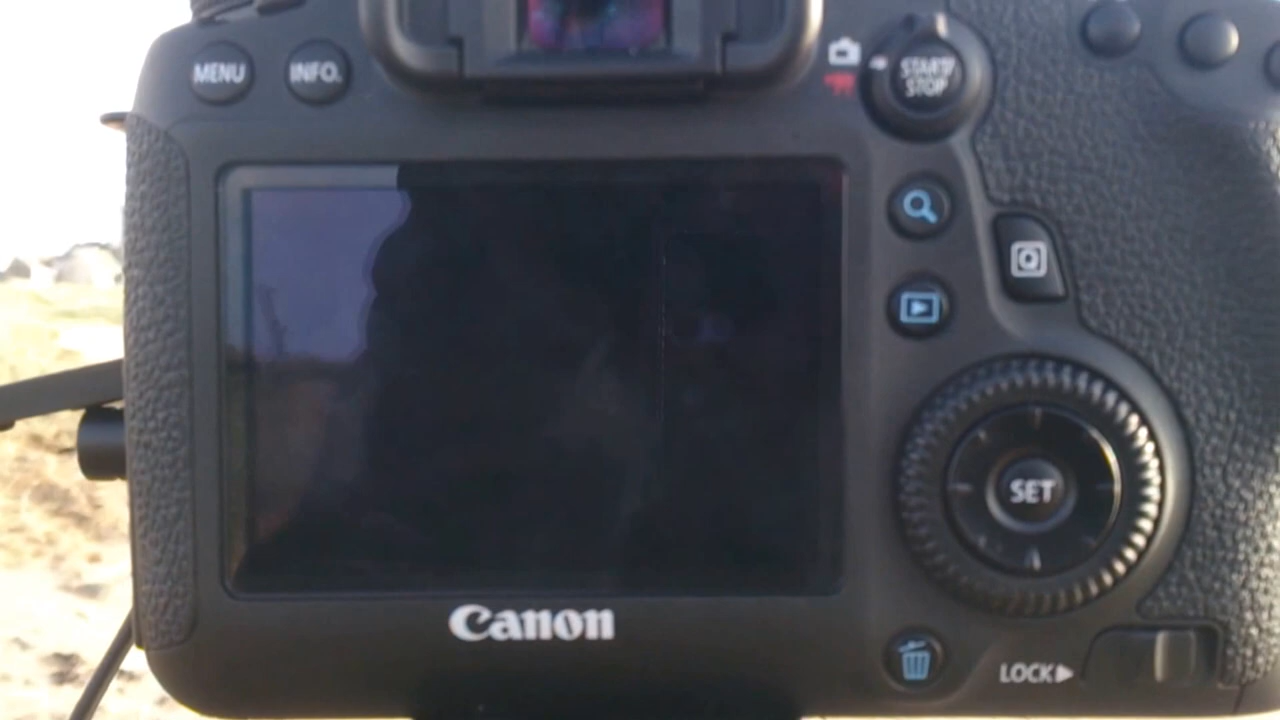 MENU
INFO.
START/
STOP
Q
SET
Canon
LOCK